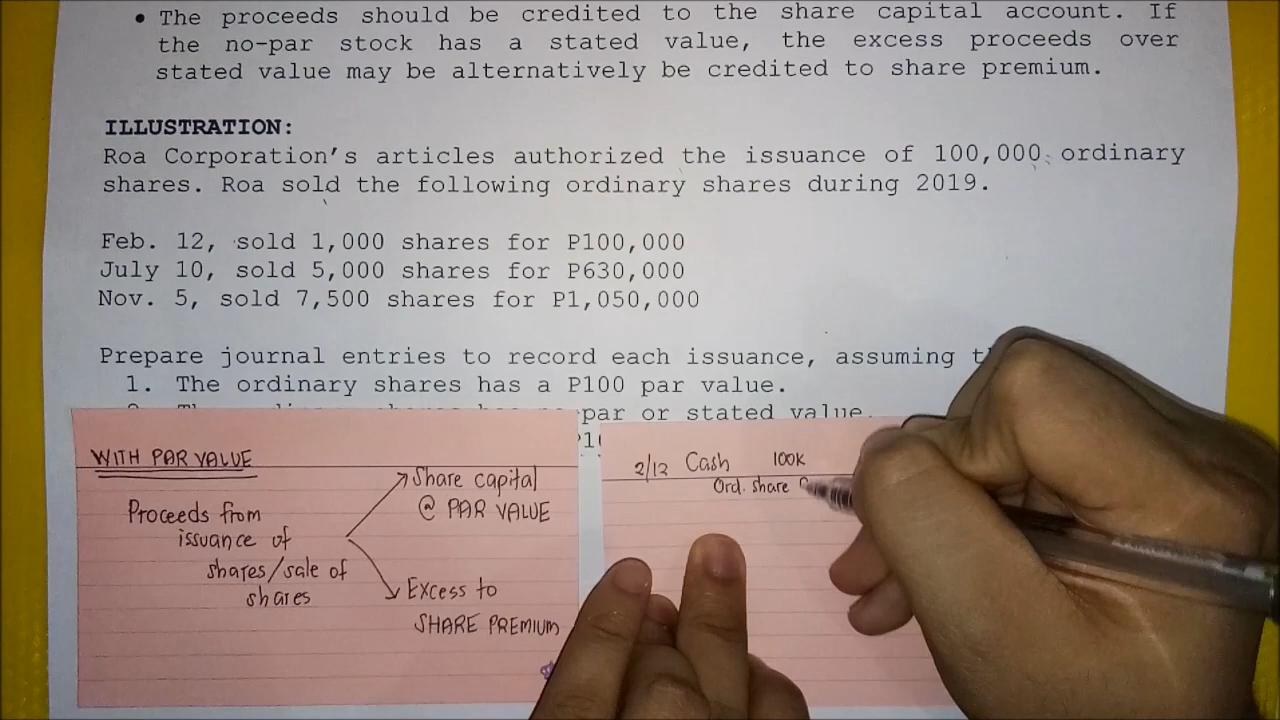 • The proceeds should be credited to the share capital account. If
the no-par stock has a stated value, the excess proceeds over
stated value may be alternatively be credited to share premium.
ILLUSTRATION:
Roa Corporation's articles authorized the issuance of 100,000 ordinary
shares. Roa sold the following ordinary shares during 2019.
Feb. 12, sold 1,000 shares for P100,000
July 10, sold 5,000 shares for P630,000
Nov. 5, sold 7,500 shares for P1,050,000
Prepare journal entries to record each issuance, assuming
1. The ordinary shares has a P100 par value.
par or stated value.
WITH PAR VALUE
Proceeds from
issuance of
shares/sale of
shares
Share capital
@ PAR VALUE
Excess to
SHARE PREMIUM
2/12 Cash 100K
Ord. share